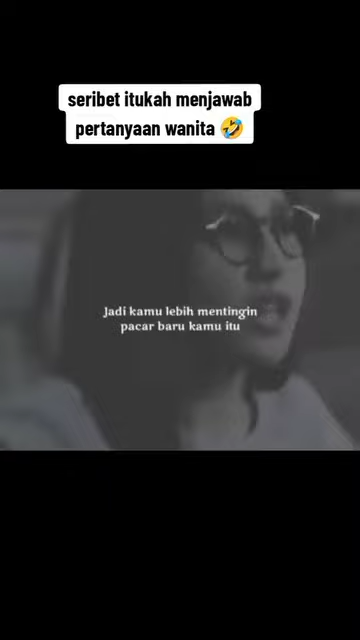 seribet itukah menjawab
pertanyaan wanita 🤣
Jadi kamu lebih mentingin
pacar baru kamu itu